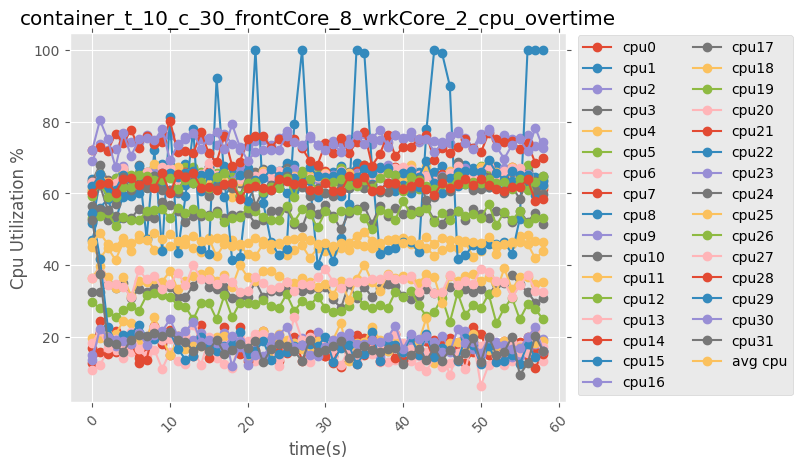 container_t_10_c_30_frontCore_8_wrkCore_2_cpu_overtime
Cpu Utilization %
100
80
60
40
20
0
10
20
30
40
50
60
time(s)
cpu0
cpu1
cpu2
cpu3
cpu4
cpu5
cpu6
cpu7
cpu8
cpu9
cpu10
cpu11
cpu12
cpu13
cpu14
cpu15
cpu16
cpu17
cpu18
cpu19
cpu20
cpu21
cpu22
cpu23
cpu24
cpu25
cpu26
cpu27
cpu28
cpu29
cpu30
cpu31
avg cpu